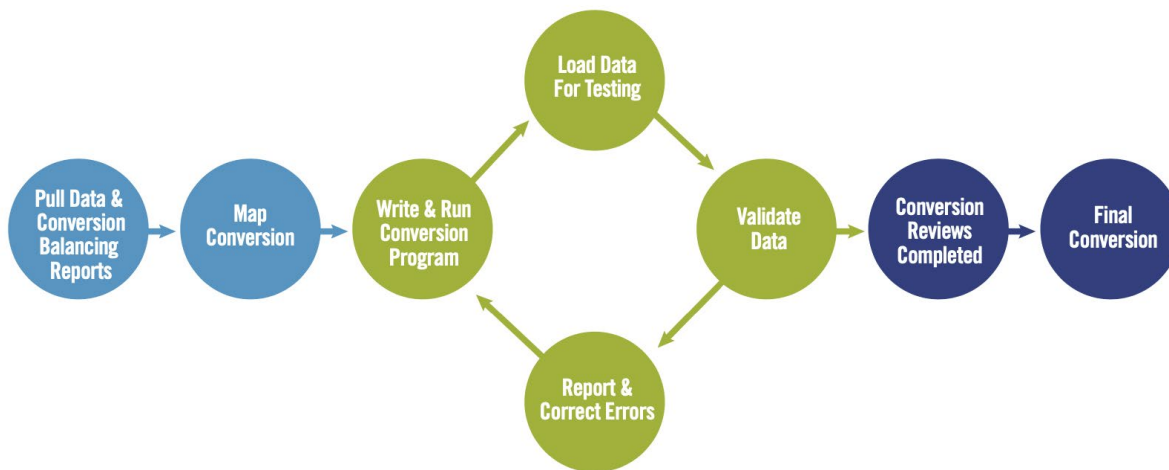 Pull Data &
Conversion
Balancing
Reports
Map
Conversion
Write & Run
Conversion
Program
Load Data
For Testing
Validate
Data
Report &
Correct Errors
Conversion
Reviews
Completed
Final
Conversion